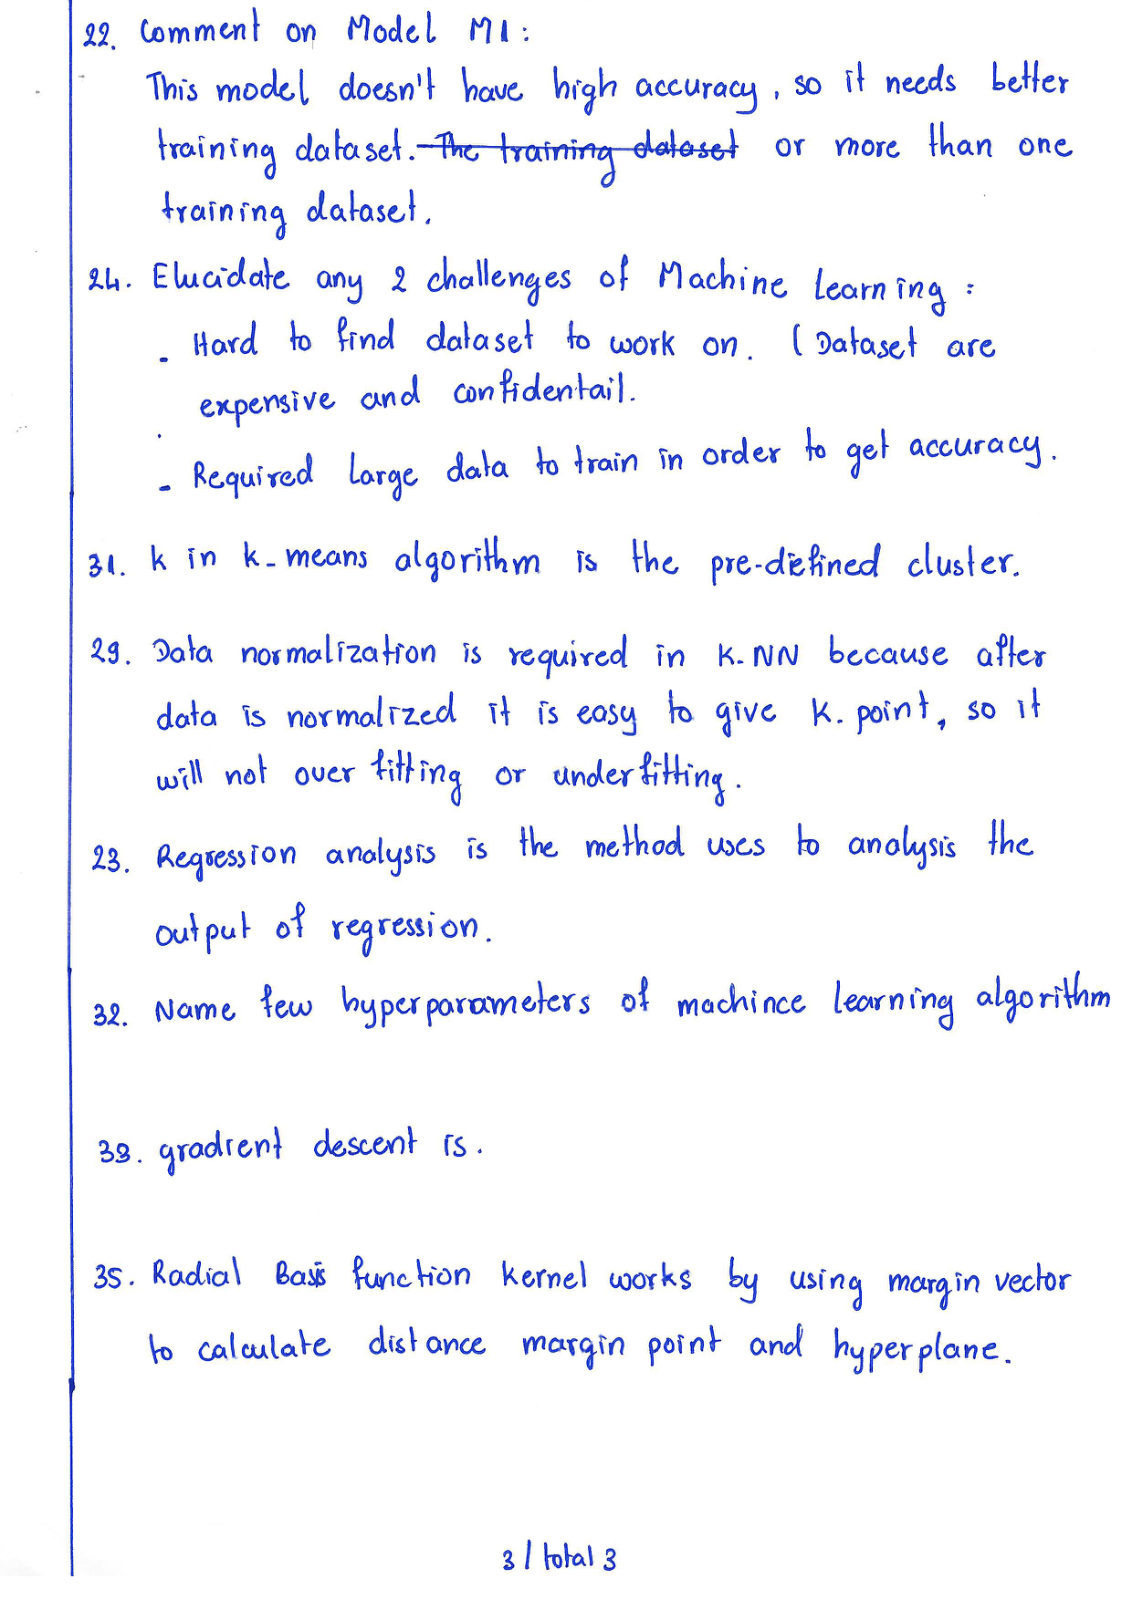 22. Comment on Model M1:
This model doesn't have high accuracy, so it needs better
training dataset. The training dataset or more than one
training dataset.
24. Elucidate any 2 challenges of Machine Learning :
- Hard to find dataset to work on. ( Dataset are
expensive and confidentail.
- Required large data to train in order to get accuracy.
31. k in k-means algorithm is the pre-defined cluster.
29. Data normalization is required in K-NN because after
data is normalized it is easy to give K. point, so it
will not over fitting or under fitting.
23. Regression analysis is the method uses to analysis the
output of regression.
32. Name few hyperparameters of machince learning algorithm
33. gradient descent is.
35. Radial Basis function kernel works by using margin vector
to calculate distance margin point and hyperplane.
3 / total 3